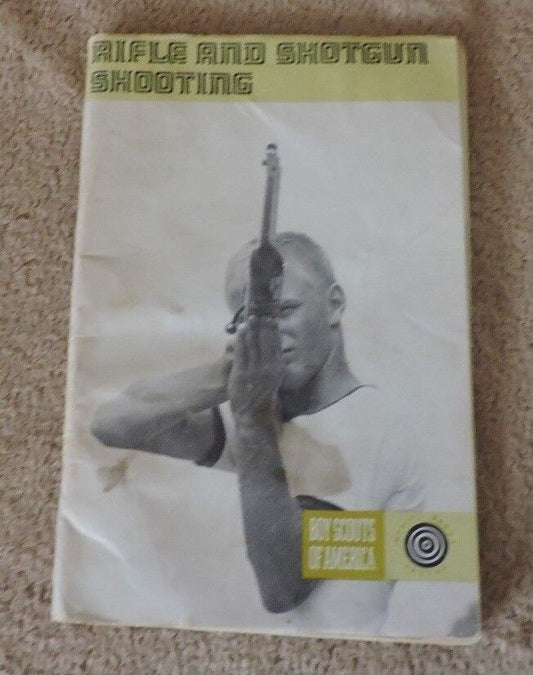 RIFLE AND SHOTGUN
SHOOTING
BOY SCOUTS
OF AMERICA